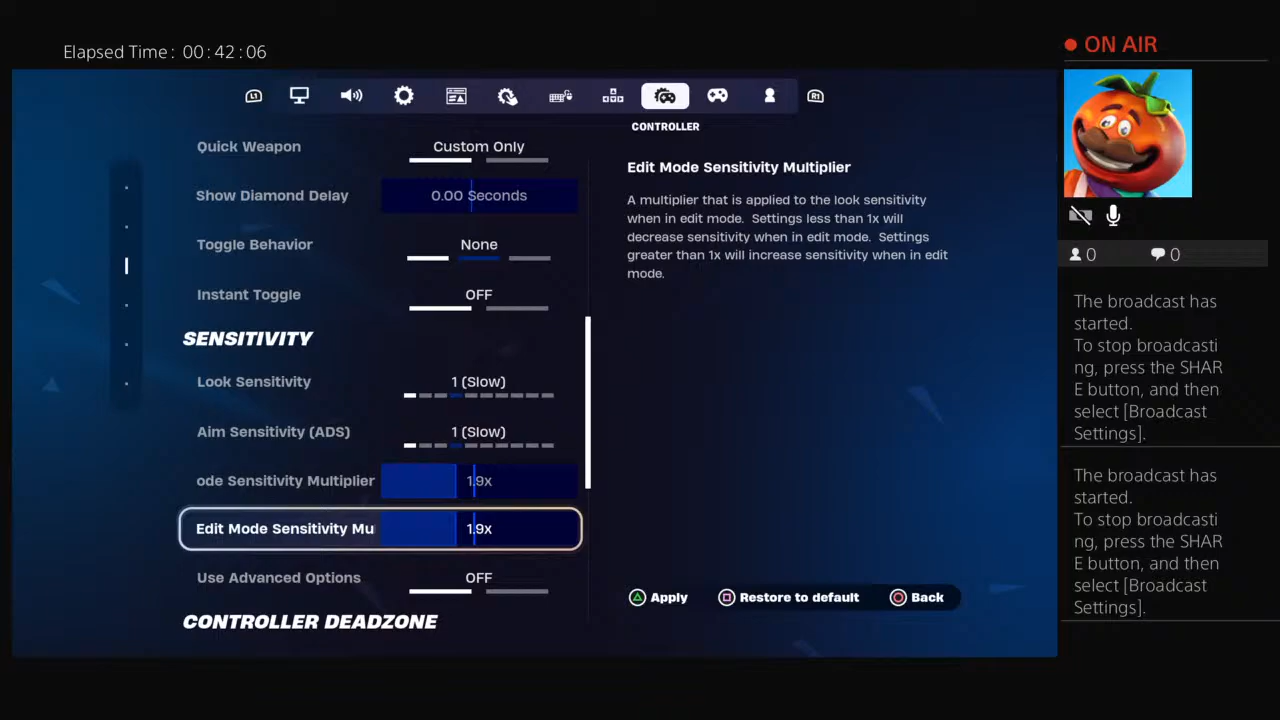 Elapsed Time: 00:42:06
ON AIR
L1
R1
CONTROLLER
Quick Weapon
Custom Only
Show Diamond Delay
0.00 Seconds
Toggle Behavior
None
Instant Toggle
OFF
SENSITIVITY
Look Sensitivity
1 (Slow)
Aim Sensitivity (ADS)
1 (Slow)
ode Sensitivity Multiplier
1.9x
Edit Mode Sensitivity Mu
1.9x
Use Advanced Options
OFF
CONTROLLER DEADZONE
Edit Mode Sensitivity Multiplier
A multiplier that is applied to the look sensitivity
when in edit mode. Settings less than 1x will
decrease sensitivity when in edit mode. Settings
greater than 1x will increase sensitivity when in edit
mode.
Apply
Restore to default
Back
0
0
The broadcast has
started.
To stop broadcasti
ng, press the SHAR
E button, and then
select [Broadcast
Settings].
The broadcast has
started.
To stop broadcasti
ng, press the SHAR
E button, and then
select [Broadcast
Settings].